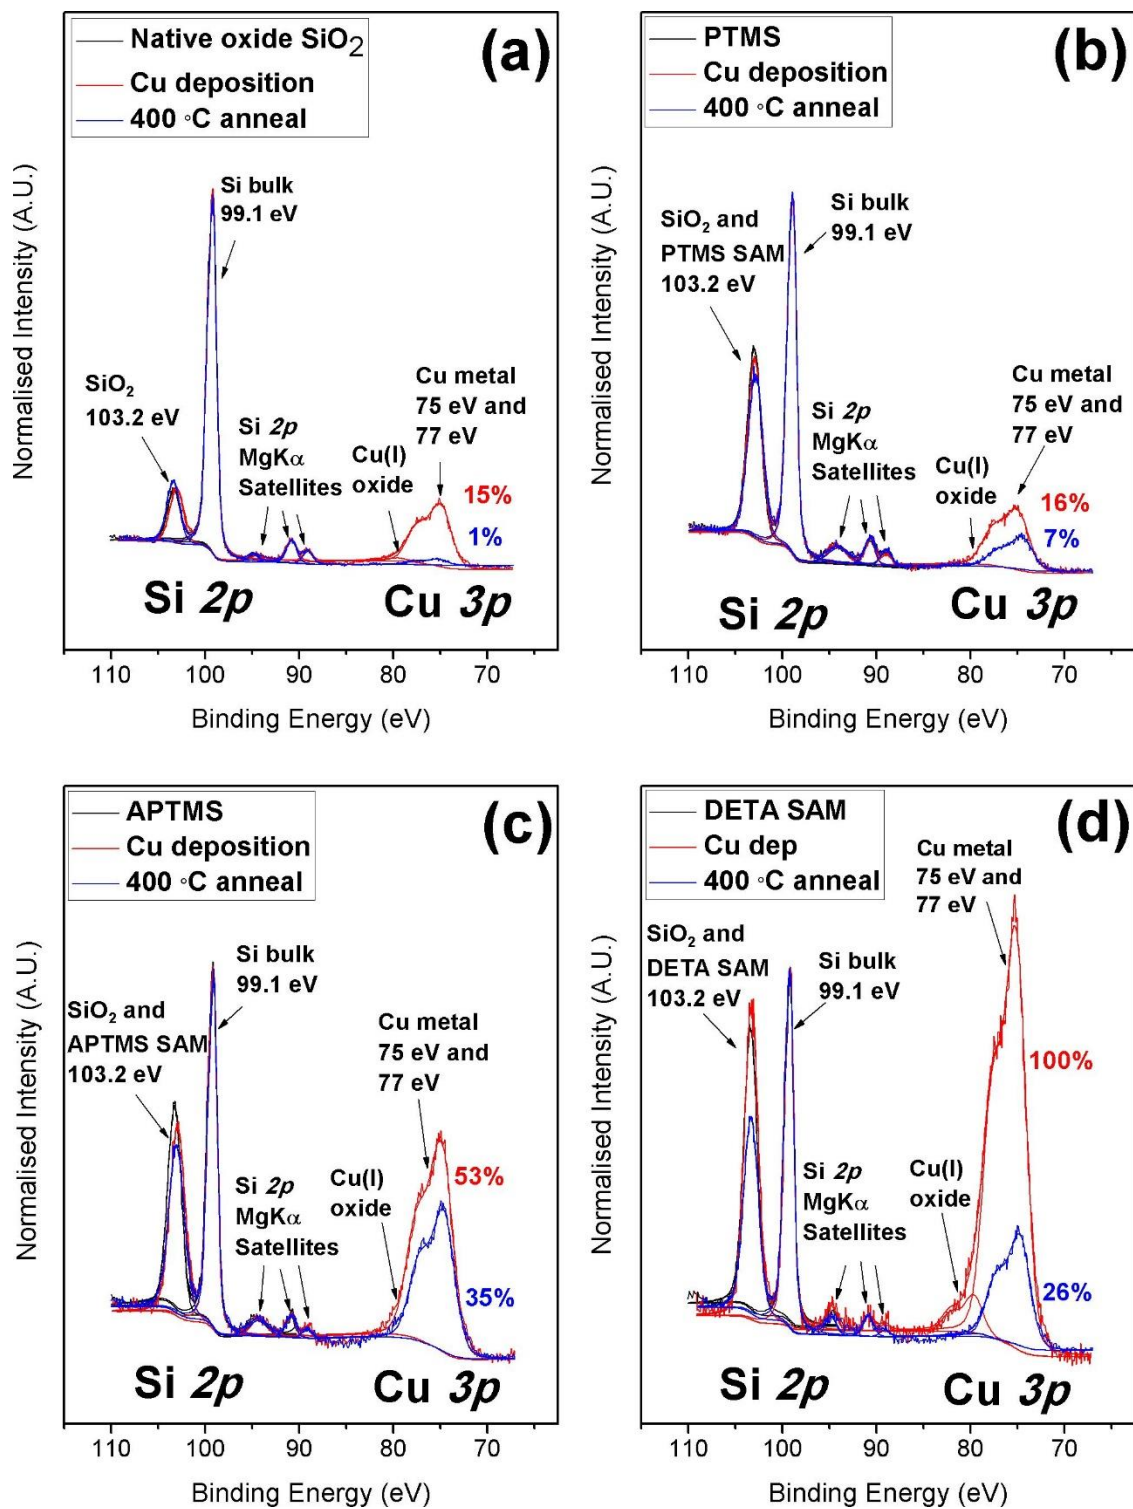 Native oxide SiO2
Cu deposition
400 °C anneal
(a)
Si bulk
99.1 eV
SiO2
103.2 eV
Si 2p
MgKα
Satellites
Cu(I)
oxide
Cu metal
75 eV and
77 eV
15%
1%
Si 2p
Cu 3p
110 100 90 80 70
Binding Energy (eV)
Normalised Intensity (A.U.)
PTMS
Cu deposition
400 °C anneal
(b)
SiO2 and
PTMS SAM
103.2 eV
Si bulk
99.1 eV
Si 2p
MgKα
Satellites
Cu(I)
oxide
Cu metal
75 eV and
77 eV
16%
7%
Si 2p
Cu 3p
110 100 90 80 70
Binding Energy (eV)
Normalised Intensity (A.U.)
APTMS
Cu deposition
400 °C anneal
(c)
Si bulk
99.1 eV
SiO2 and
APTMS SAM
103.2 eV
Si 2p
MgKα
Satellites
Cu(I)
oxide
Cu metal
75 eV and
77 eV
53%
35%
Si 2p
Cu 3p
110 100 90 80 70
Binding Energy (eV)
Normalised Intensity (A.U.)
DETA SAM
Cu dep
400 °C anneal
(d)
Cu metal
75 eV and
77 eV
SiO2 and
DETA SAM
103.2 eV
Si bulk
99.1 eV
Si 2p
MgKα
Satellites
Cu(I)
oxide
100%
26%
Si 2p
Cu 3p
110 100 90 80 70
Binding Energy (eV)
Normalised Intensity (A.U.)